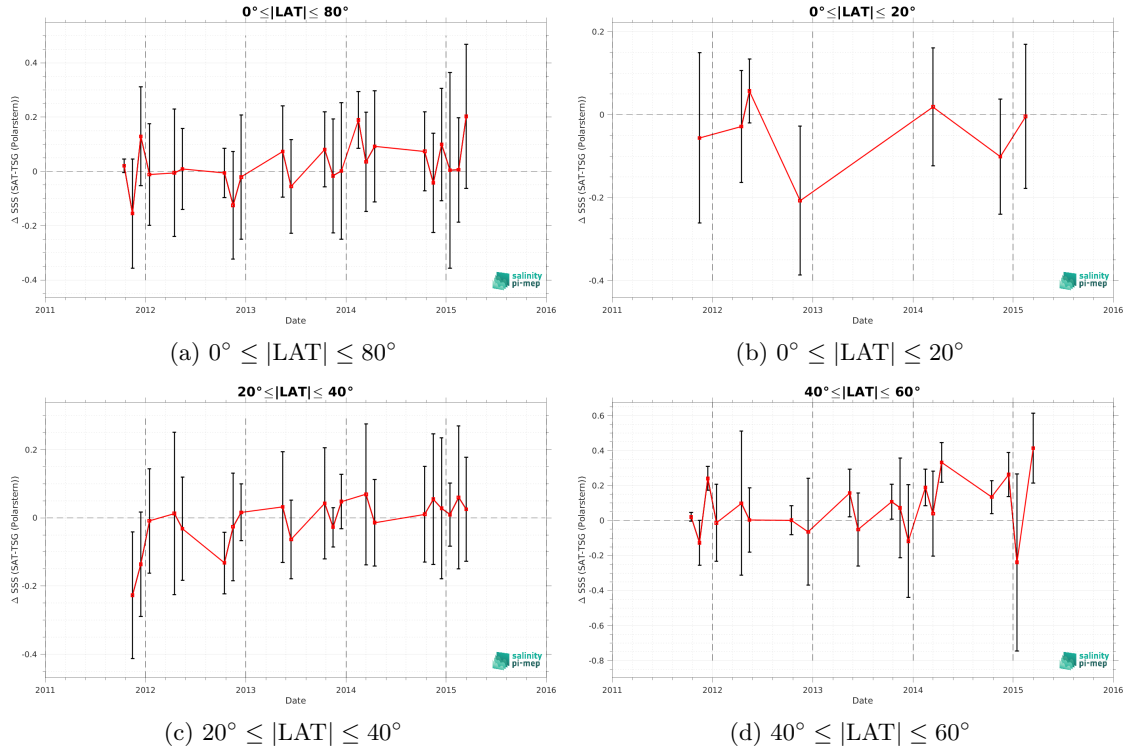 0°≤|LAT|≤ 80°
Δ SSS (SAT-TSG (Polarstern))
0.4
0.2
0
-0.2
-0.4
2011 2012 2013 2014 2015 2016
Date
salinity
pi-mep
(a) 0° ≤ |LAT| ≤ 80°
0°≤|LAT|≤ 20°
Δ SSS (SAT-TSG (Polarstern))
0.2
0
-0.2
-0.4
2011 2012 2013 2014 2015 2016
Date
salinity
pi-mep
(b) 0° ≤ |LAT| ≤ 20°
20°≤|LAT|≤ 40°
Δ SSS (SAT-TSG (Polarstern))
0.2
0
-0.2
-0.4
2011 2012 2013 2014 2015 2016
Date
salinity
pi-mep
(c) 20° ≤ |LAT| ≤ 40°
40°≤|LAT|≤ 60°
Δ SSS (SAT-TSG (Polarstern))
0.6
0.4
0.2
0
-0.2
-0.4
-0.6
-0.8
2011 2012 2013 2014 2015 2016
Date
salinity
pi-mep
(d) 40° ≤ |LAT| ≤ 60°